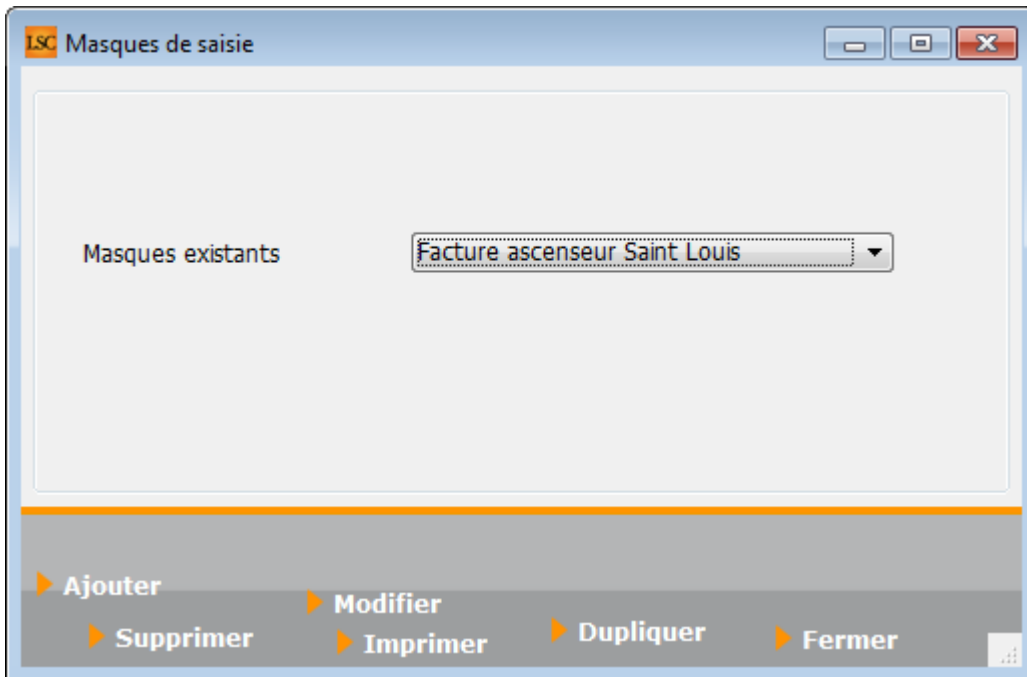 LSC Masques de saisie
Masques existants Facture ascenseur Saint Louis
Ajouter
Modifier
Supprimer
Imprimer
Dupliquer
Fermer